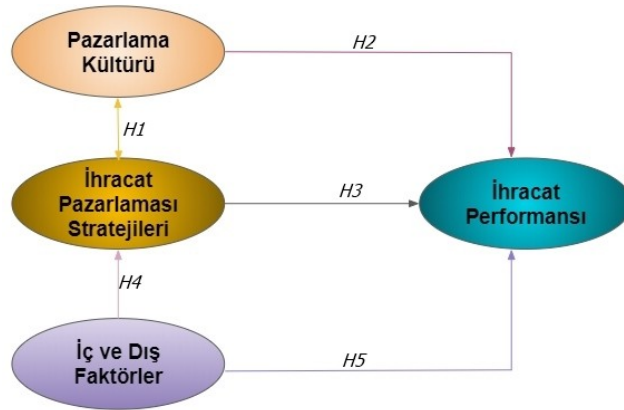 Pazarlama
Kültürü
H2
H1
İhracat
Pazarlaması
Stratejileri
H3
İhracat
Performansı
H4
İç ve Dış
Faktörler
H5